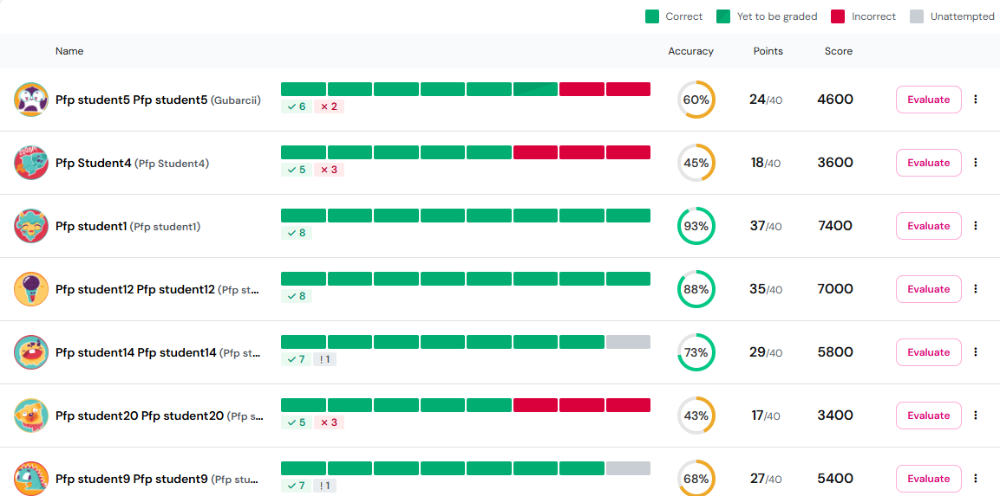 Correct Yet to be graded Incorrect Unattempted
Name Accuracy Points Score
Pfp student5 Pfp student5 (Gubarcii) 60% 24/40 4600 Evaluate
✓ 6 × 2
Pfp Student4 (Pfp Student4) 45% 18/40 3600 Evaluate
✓ 5 × 3
Pfp student1 (Pfp student1) 93% 37/40 7400 Evaluate
✓ 8
Pfp student12 Pfp student12 (Pfp st... 88% 35/40 7000 Evaluate
✓ 8
Pfp student14 Pfp student14 (Pfp st... 73% 29/40 5800 Evaluate
✓ 7 ! 1
Pfp student20 Pfp student20 (Pfp s... 43% 17/40 3400 Evaluate
✓ 5 × 3
Pfp student9 Pfp student9 (Pfp stu... 68% 27/40 5400 Evaluate
✓ 7 ! 1